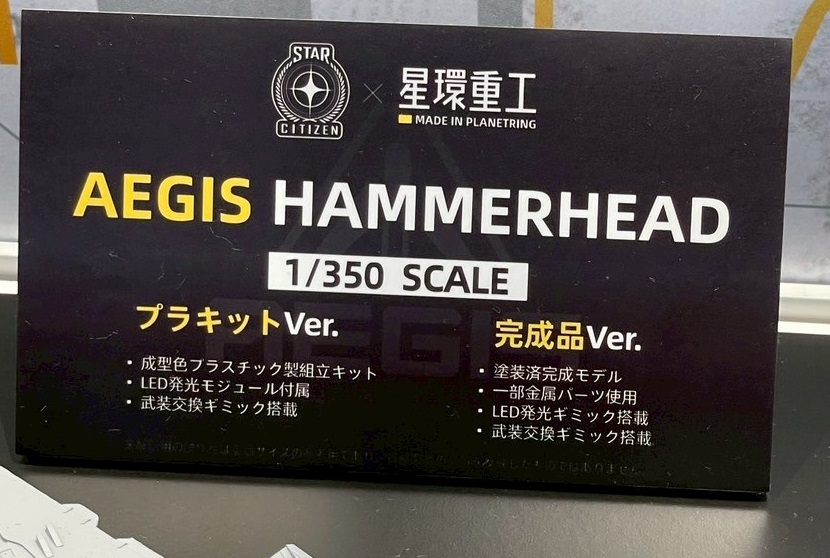 STAR
CITIZEN
× 星環重工
MADE IN PLANETRING
AEGIS HAMMERHEAD
1/350 SCALE
プラキットVer.
・成型色プラスチック製組立キット
・LED発光モジュール付属
・武装交換ギミック搭載
完成品Ver.
・塗装済完成モデル
・一部金属パーツ使用
・LED発光ギミック搭載
・武装交換ギミック搭載